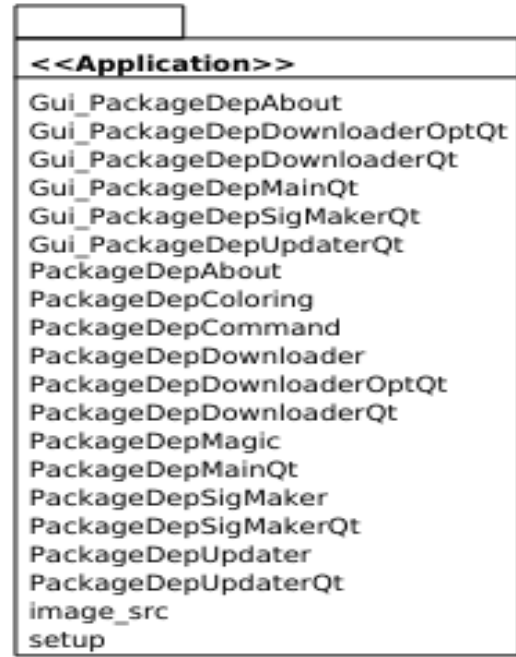 <<Application>>
Gui_PackageDepAbout
Gui_PackageDepDownloaderOptQt
Gui_PackageDepDownloaderQt
Gui_PackageDepMainQt
Gui_PackageDepSigMakerQt
Gui_PackageDepUpdaterQt
PackageDepAbout
PackageDepColoring
PackageDepCommand
PackageDepDownloader
PackageDepDownloaderOptQt
PackageDepDownloaderQt
PackageDepMagic
PackageDepMainQt
PackageDepSigMaker
PackageDepSigMakerQt
PackageDepUpdater
PackageDepUpdaterQt
image_src
setup